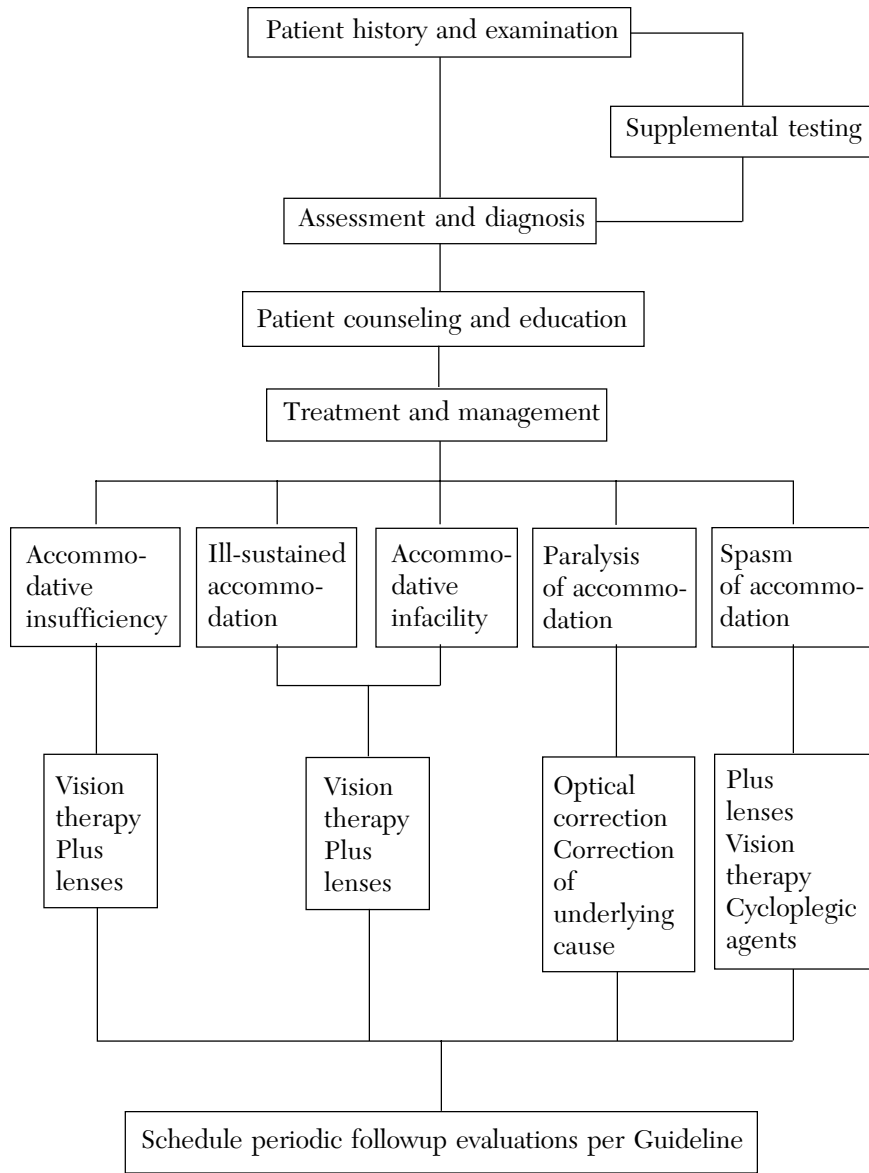 Patient history and examination
Supplemental testing
Assessment and diagnosis
Patient counseling and education
Treatment and management
Accommo-
dative
insufficiency
Ill-sustained
accommo-
dation
Accommo-
dative
infacility
Paralysis
of accommo-
dation
Spasm
of accommo-
dation
Vision
therapy
Plus
lenses
Vision
therapy
Plus
lenses
Optical
correction
Correction
of
underlying
cause
Plus
lenses
Vision
therapy
Cycloplegic
agents
Schedule periodic followup evaluations per Guideline